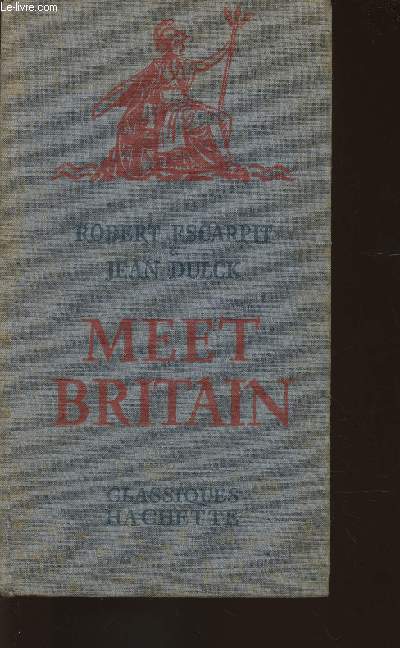 Le-livre.com
ROBERT ESCARPIT
&
JEAN DULCK
MEET
BRITAIN
CLASSIQUES
HACHETTE